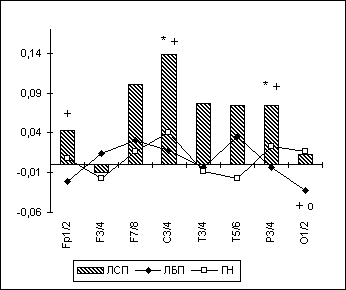 0,14
* +
0,09
* +
+
0,04
-0,01
-0,06
+ o
Fp1/2
F3/4
F7/8
C3/4
T3/4
T5/6
P3/4
O1/2
ЛСП ЛБП ПН